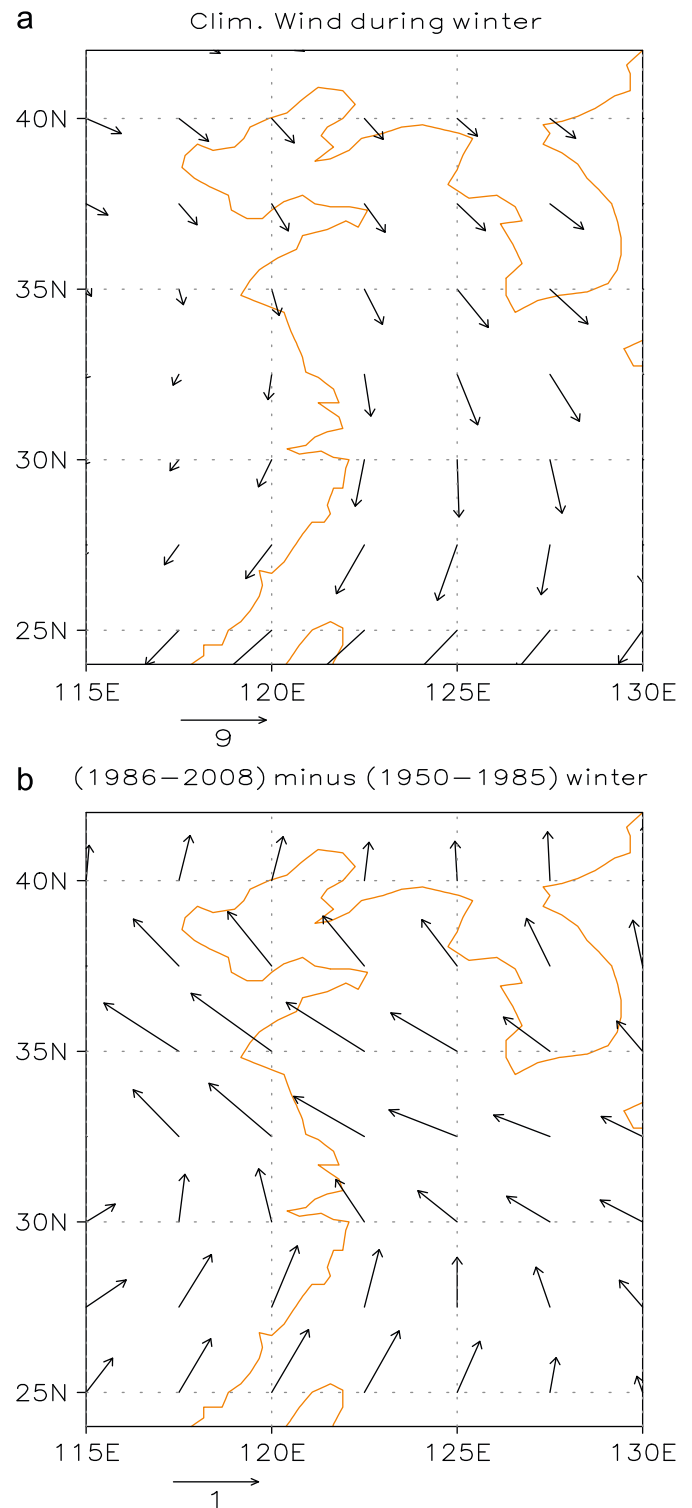 a
Clim. Wind during winter
40N
35N
30N
25N
115E 120E 125E 130E
9
b
(1986−2008) minus (1950−1985) winter
40N
35N
30N
25N
115E 120E 125E 130E
1